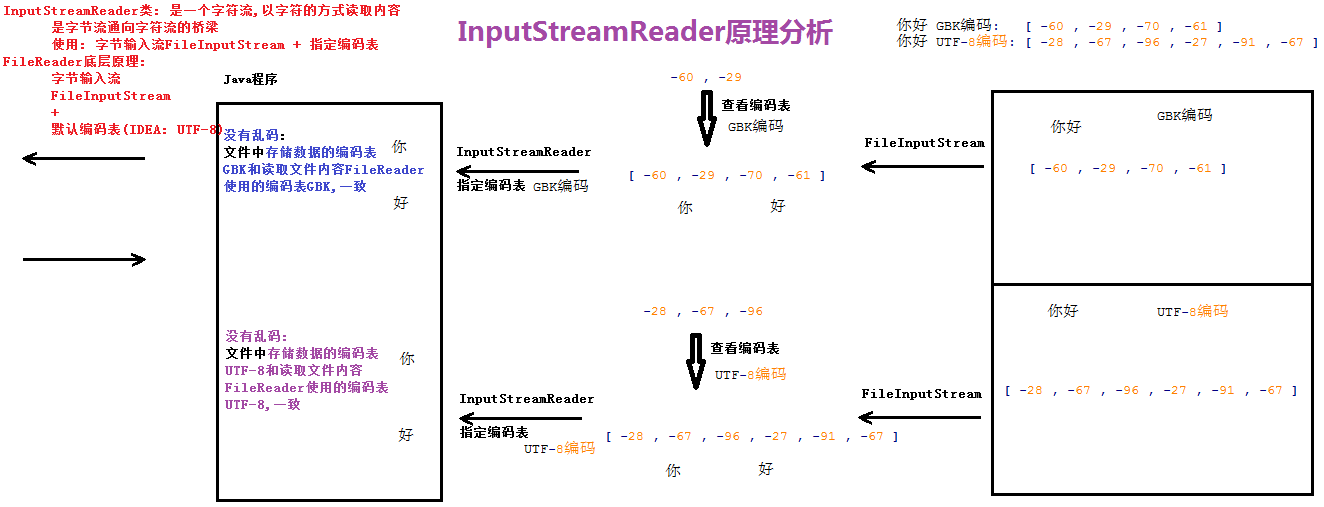 InputStreamReader类: 是一个字符流,以字符的方式读取内容
是字节流通向字符流的桥梁
使用: 字节输入流FileInputStream + 指定编码表
FileReader底层原理:
字节输入流
FileInputStream
+
默认编码表(IDEA: UTF-8)
InputStreamReader原理分析
你好 GBK编码: [ -60 , -29 , -70 , -61 ]
你好 UTF-8编码: [ -28 , -67 , -96 , -27 , -91 , -67 ]
Java程序
没有乱码:
文件中存储数据的编码表
GBK和读取文件内容FileReader
使用的编码表GBK,一致
你
好
InputStreamReader
指定编码表 GBK编码
-60 , -29
查看编码表
GBK编码
[ -60 , -29 , -70 , -61 ]
你 好
FileInputStream
你好 GBK编码
[ -60 , -29 , -70 , -61 ]
没有乱码:
文件中存储数据的编码表
UTF-8和读取文件内容
FileReader使用的编码表
UTF-8,一致
你
好
InputStreamReader
指定编码表
UTF-8编码
-28 , -67 , -96
查看编码表
UTF-8编码
[ -28 , -67 , -96 , -27 , -91 , -67 ]
你 好
FileInputStream
你好 UTF-8编码
[ -28 , -67 , -96 , -27 , -91 , -67 ]